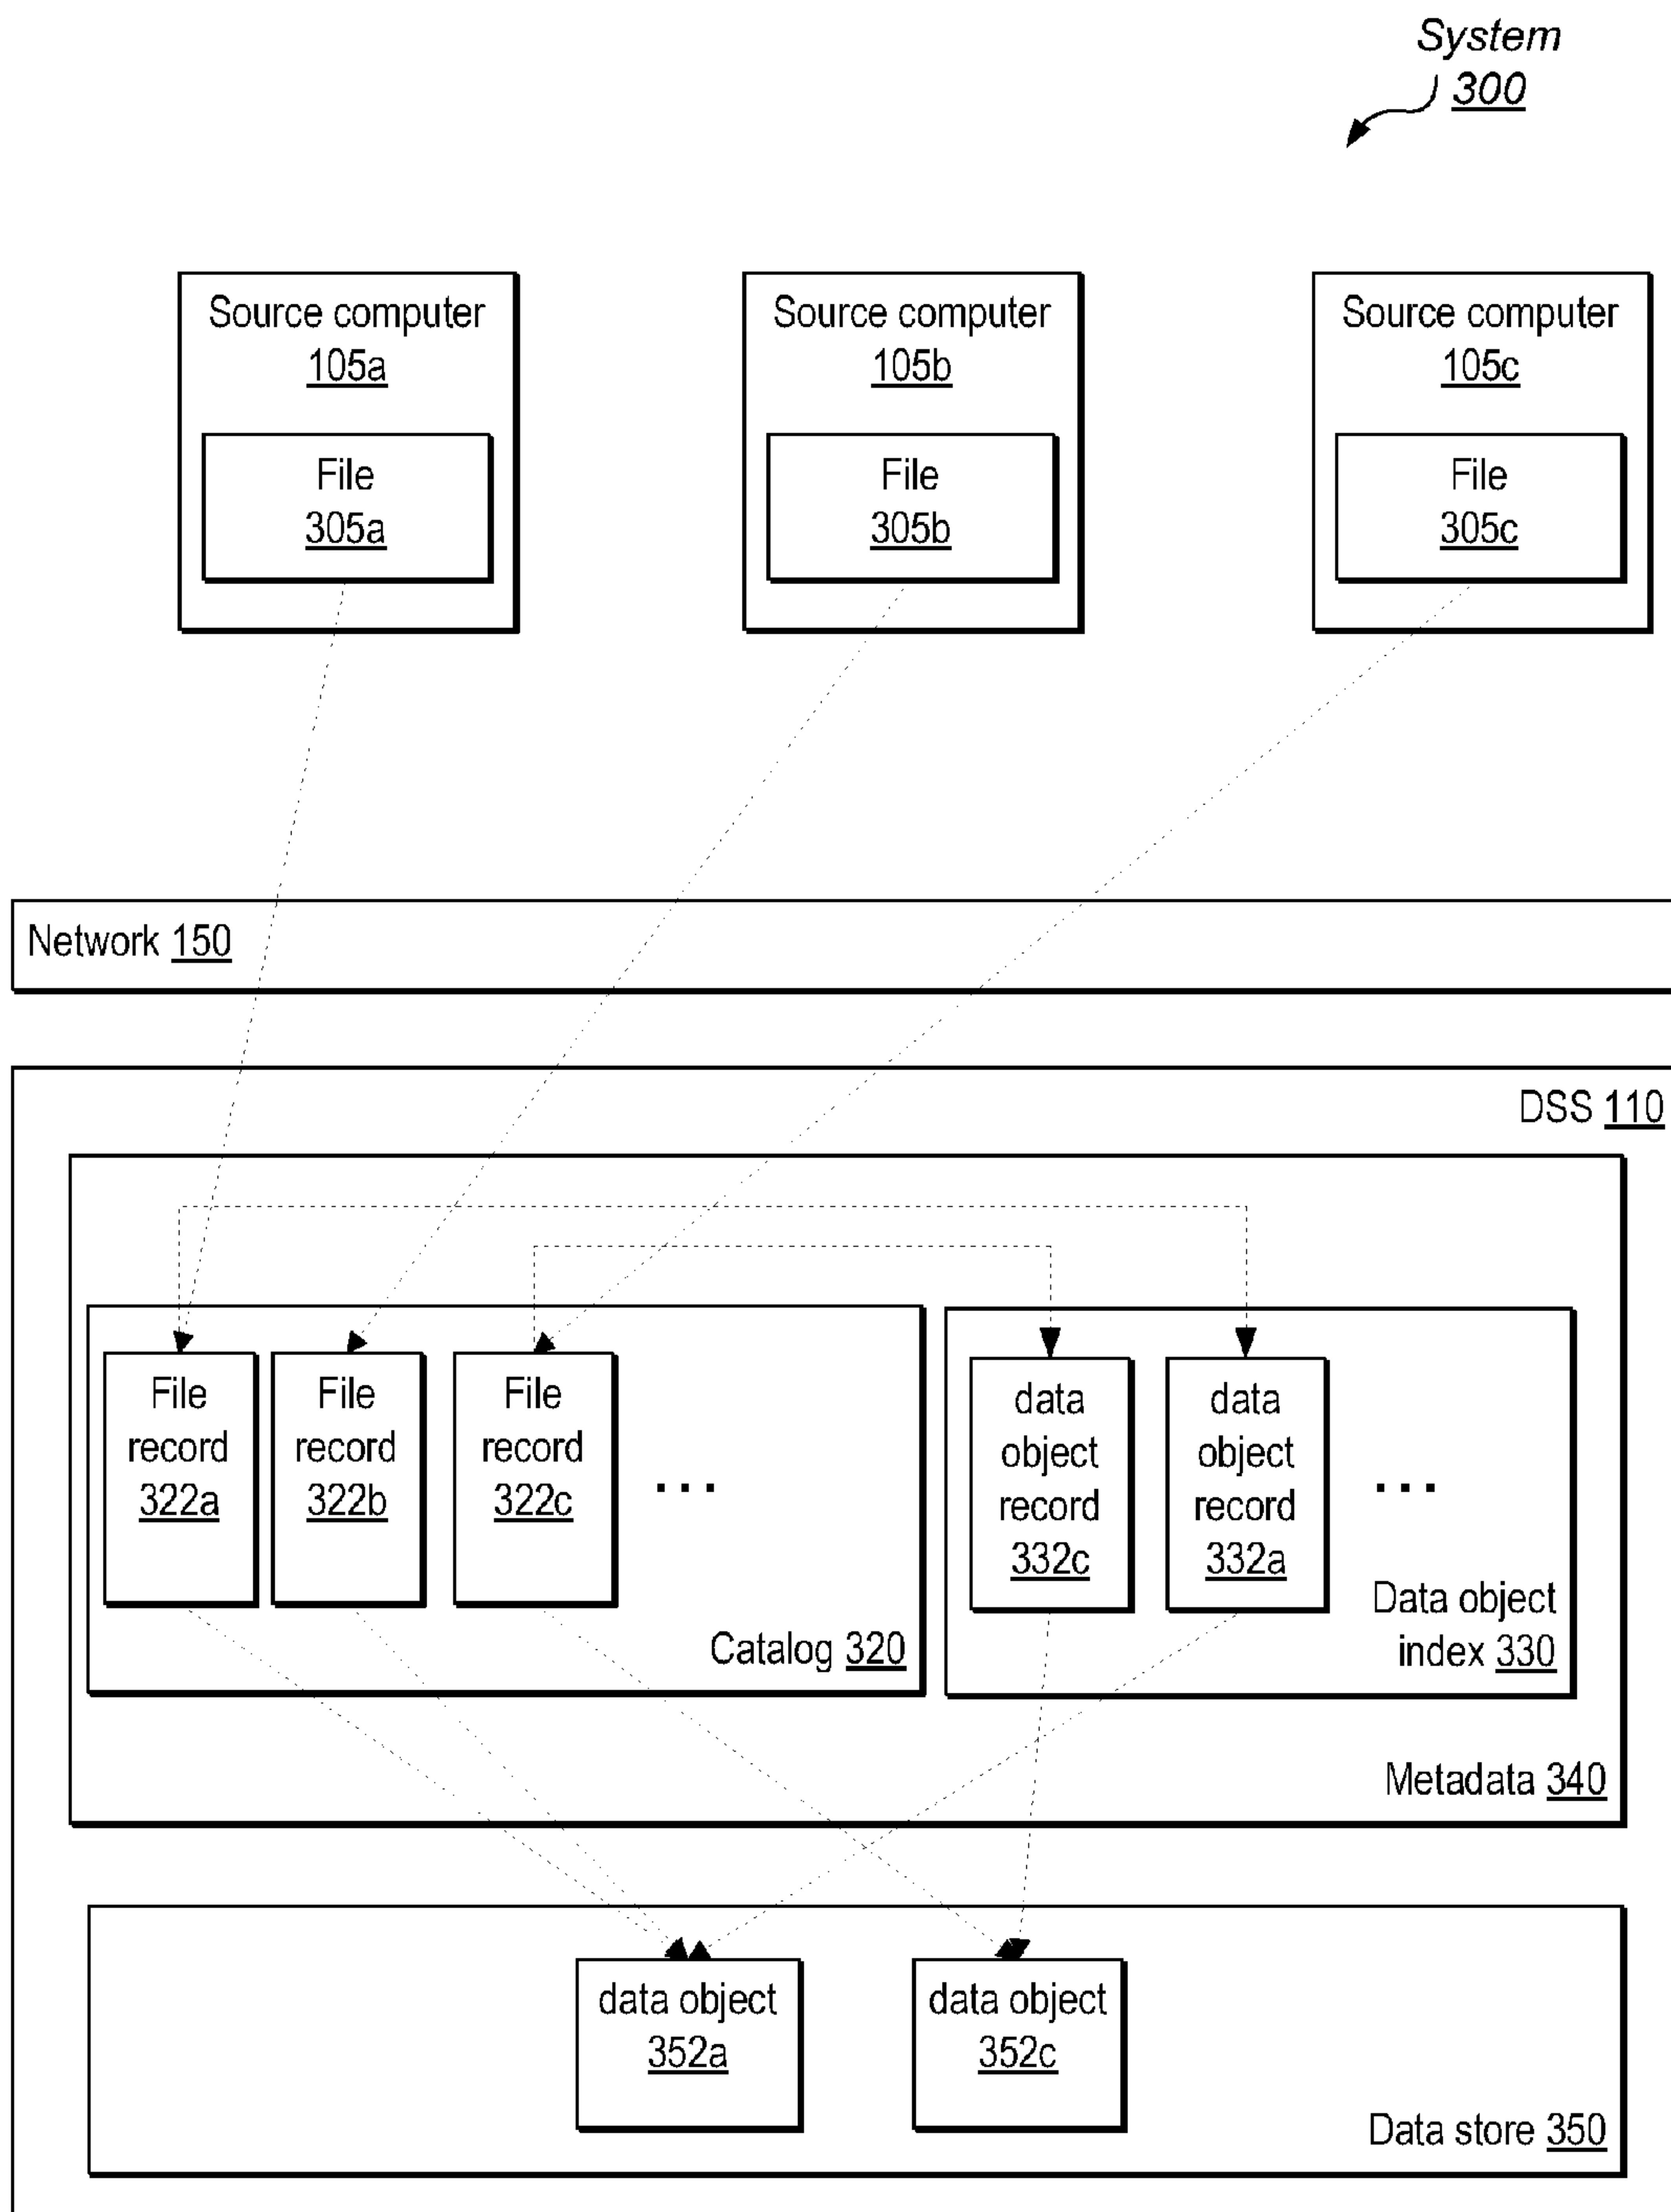 System
300
Source computer
105a
File
305a
Source computer
105b
File
305b
Source computer
105c
File
305c
Network 150
DSS 110
File
record
322a
File
record
322b
File
record
322c
...
Catalog 320
data
object
record
332c
data
object
record
332a
...
Data object
index 330
Metadata 340
data object
352a
data object
352c
Data store 350